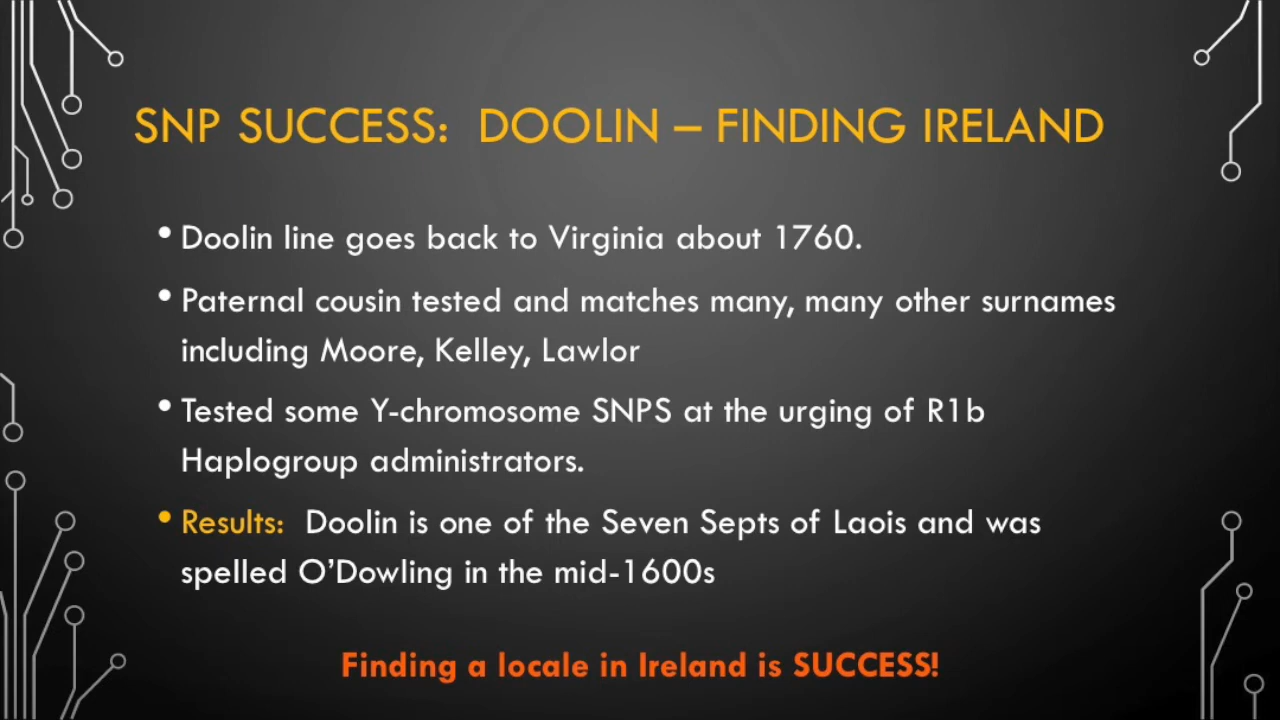 SNP SUCCESS: DOOLIN – FINDING IRELAND
• Doolin line goes back to Virginia about 1760.
• Paternal cousin tested and matches many, many other surnames
including Moore, Kelley, Lawlor
• Tested some Y-chromosome SNPS at the urging of R1b
Haplogroup administrators.
• Results: Doolin is one of the Seven Septs of Laois and was
spelled O’Dowling in the mid-1600s
Finding a locale in Ireland is SUCCESS!